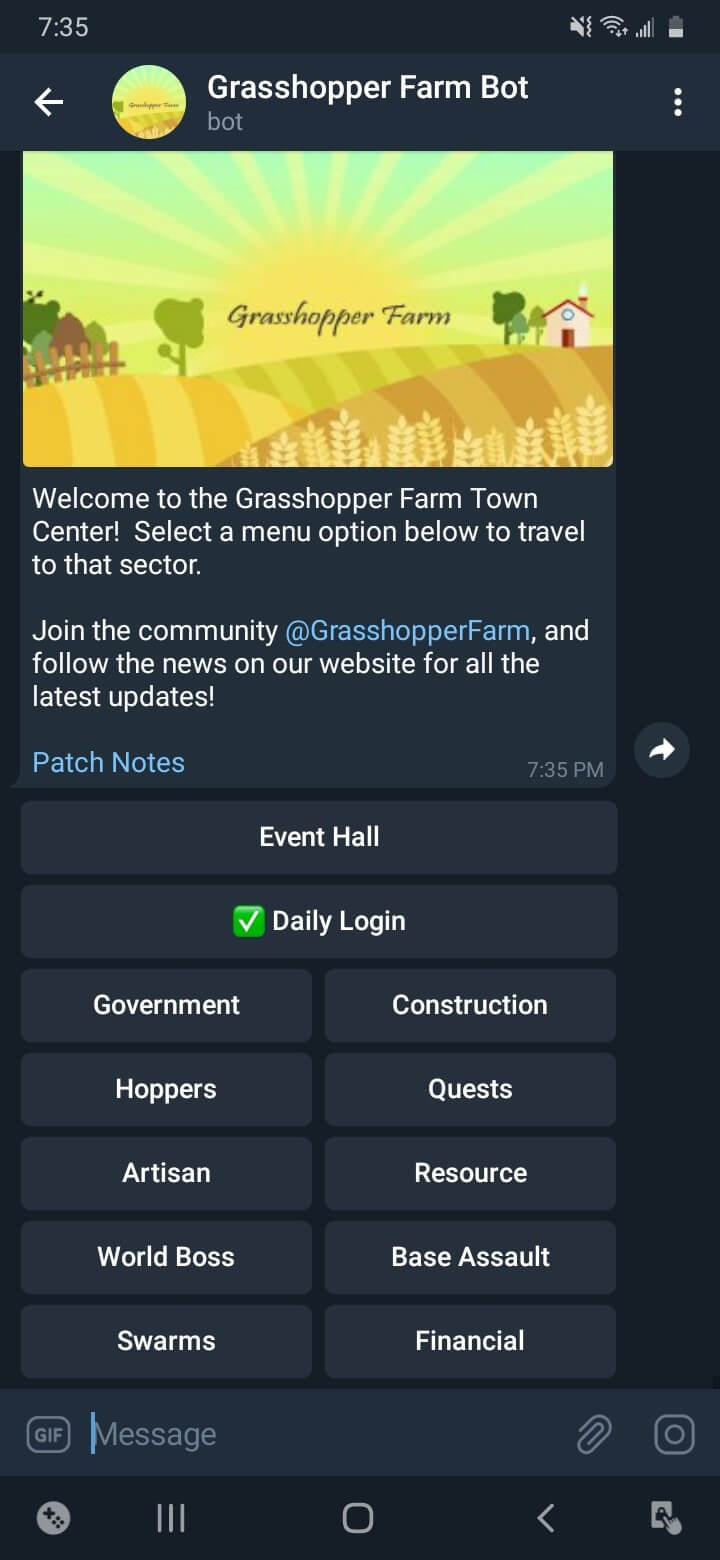 7:35
Grasshopper Farm Bot
bot
Grasshopper Farm
Welcome to the Grasshopper Farm Town
Center!  Select a menu option below to travel
to that sector.
Join the community @GrasshopperFarm, and
follow the news on our website for all the
latest updates!
Patch Notes
7:35 PM
Event Hall
✅ Daily Login
Government
Construction
Hoppers
Quests
Artisan
Resource
World Boss
Base Assault
Swarms
Financial
GIF
Message